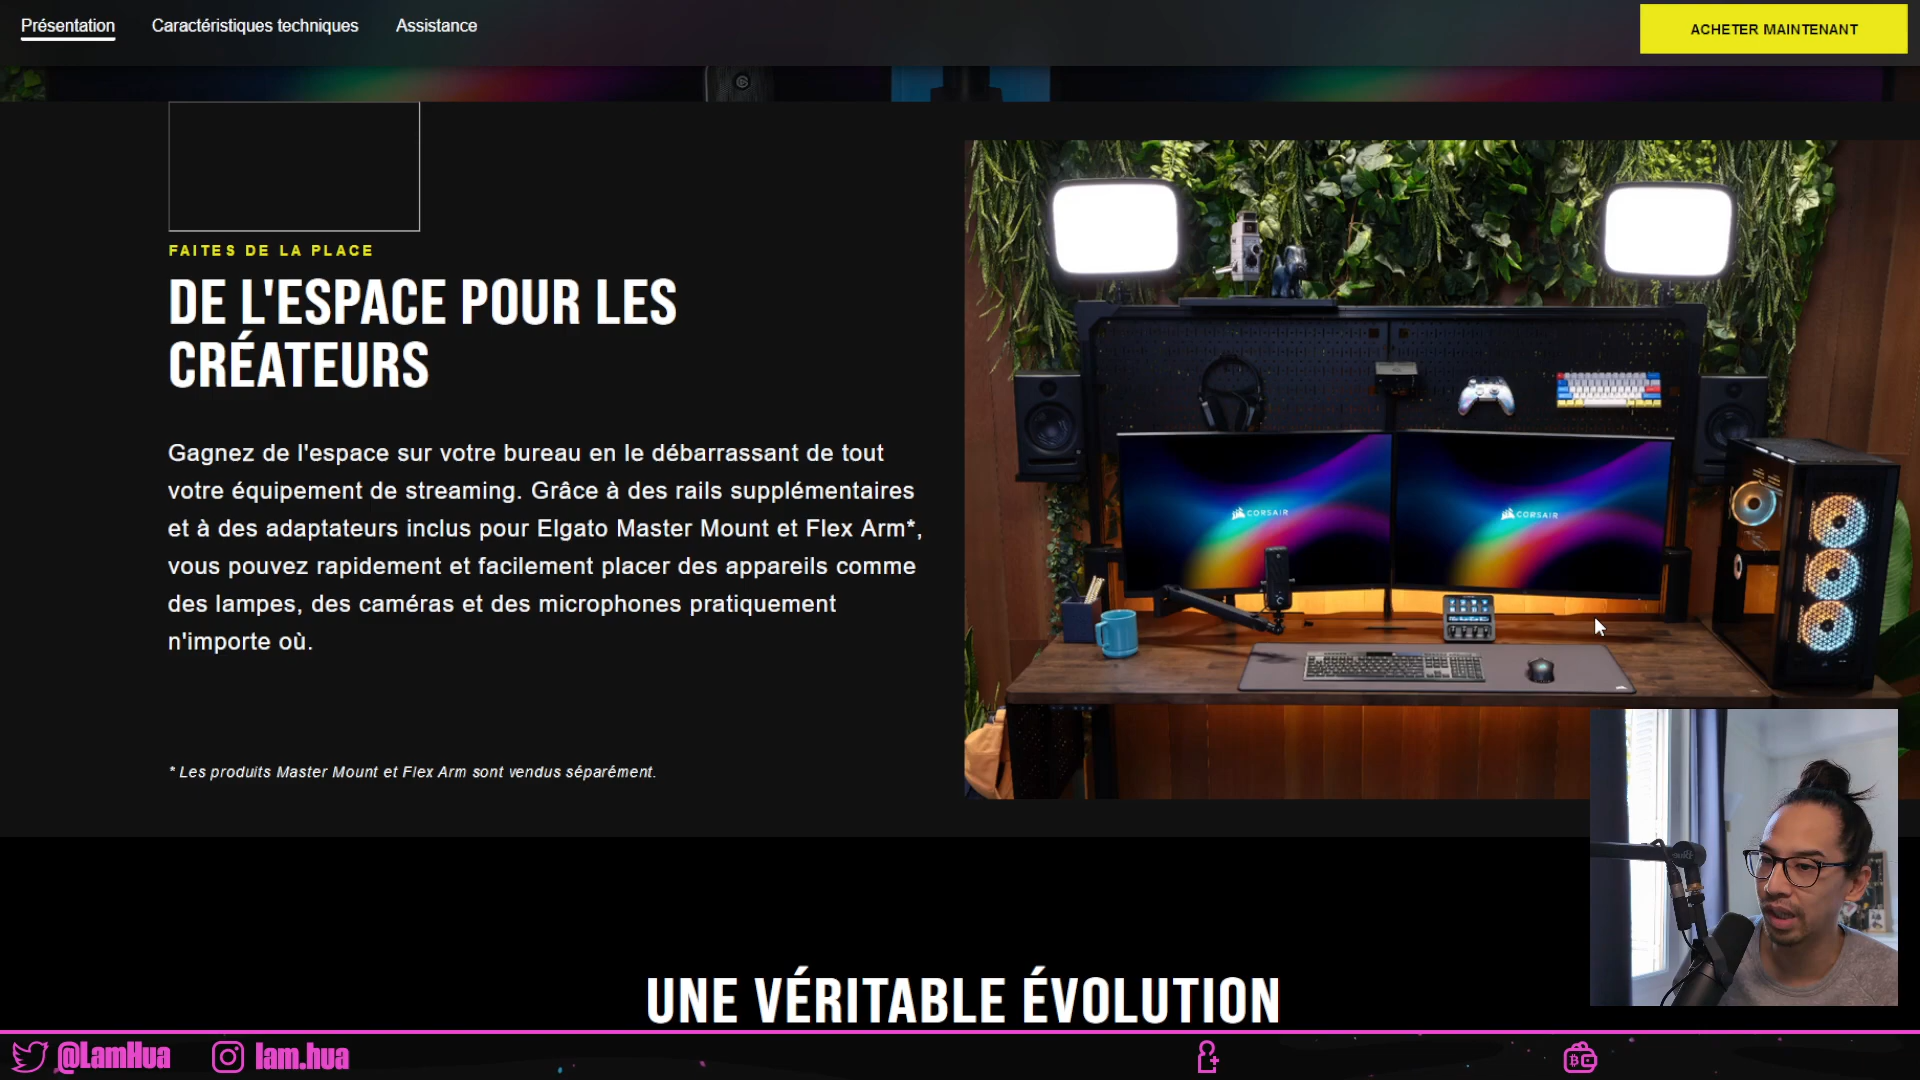 Présentation
Caractéristiques techniques
Assistance
ACHETER MAINTENANT
FAITES DE LA PLACE
DE L'ESPACE POUR LES
CRÉATEURS
Gagnez de l'espace sur votre bureau en le débarrassant de tout
votre équipement de streaming. Grâce à des rails supplémentaires
et à des adaptateurs inclus pour Elgato Master Mount et Flex Arm*,
vous pouvez rapidement et facilement placer des appareils comme
des lampes, des caméras et des microphones pratiquement
n'importe où.
* Les produits Master Mount et Flex Arm sont vendus séparément.
CORSAIR
CORSAIR
UNE VÉRITABLE ÉVOLUTION
@LamHua
lam.hua